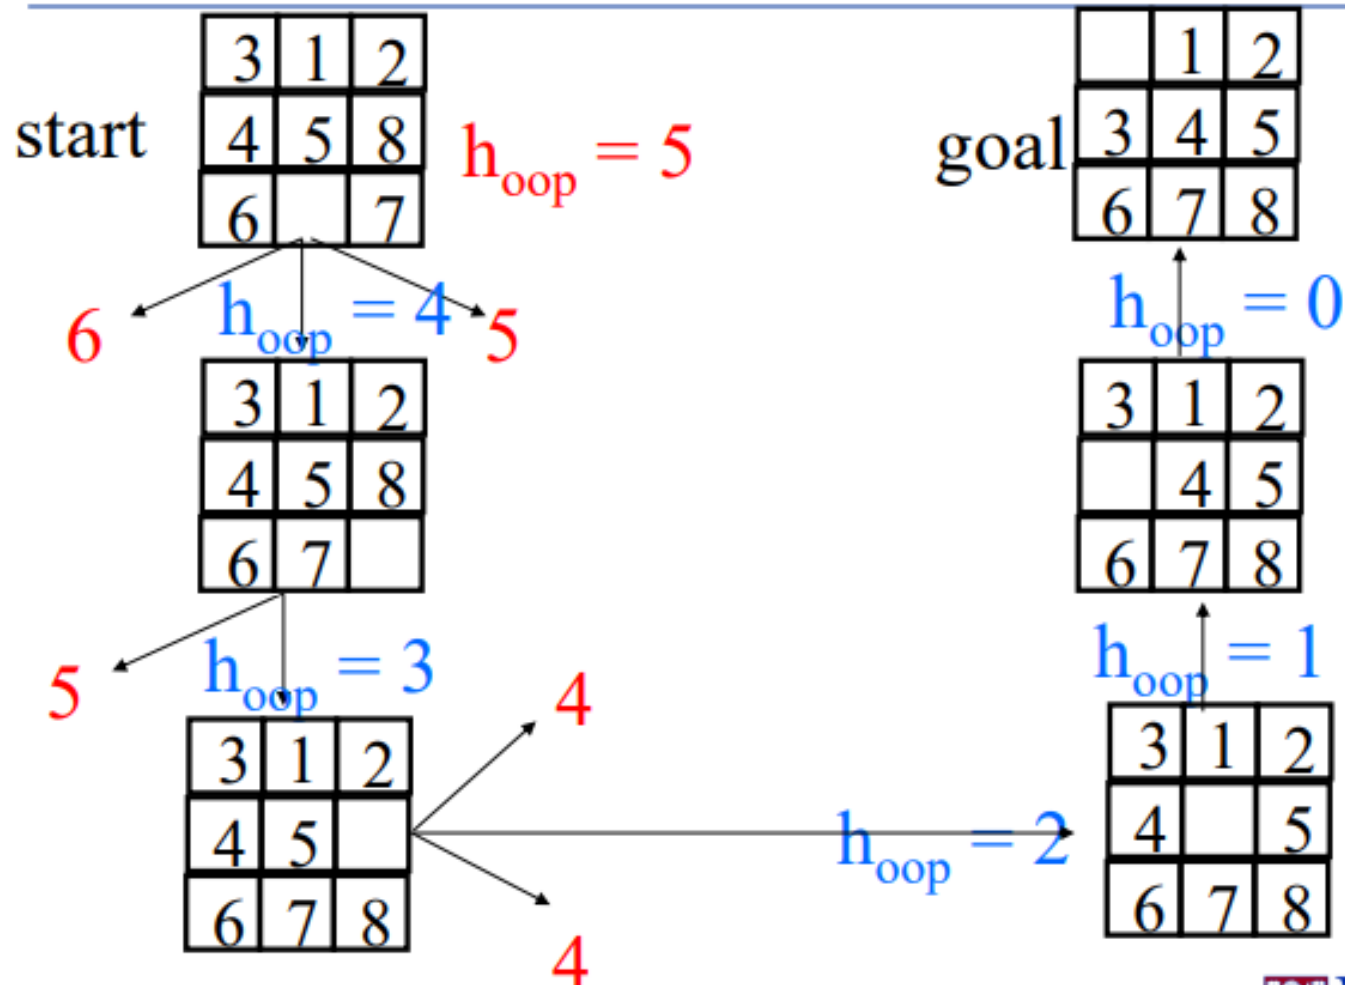 3 1 2
start 4 5 8
6 7
h_oop = 5
1 2
goal 3 4 5
6 7 8
6 h_oop = 4 5
h_oop = 0
3 1 2
4 5 8
6 7
3 1 2
4 5
6 7 8
5 h_oop = 3
4
h_oop = 1
3 1 2
4 5
6 7 8
h_oop = 2
4
3 1 2
4 5
6 7 8